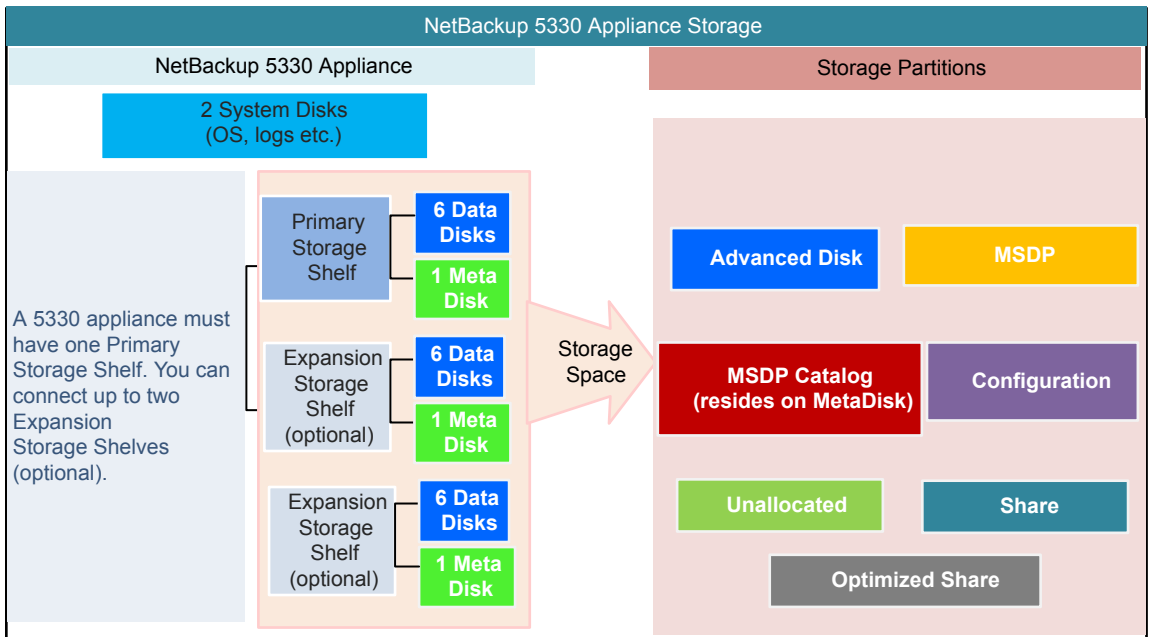 NetBackup 5330 Appliance Storage
NetBackup 5330 Appliance
2 System Disks
(OS, logs etc.)
A 5330 appliance must
have one Primary
Storage Shelf. You can
connect up to two
Expansion
Storage Shelves
(optional).
Primary
Storage
Shelf
6 Data
Disks
1 Meta
Disk
Expansion
Storage
Shelf
(optional)
6 Data
Disks
1 Meta
Disk
Expansion
Storage
Shelf
(optional)
6 Data
Disks
1 Meta
Disk
Storage
Space
Storage Partitions
Advanced Disk
MSDP
MSDP Catalog
(resides on MetaDisk)
Configuration
Unallocated
Share
Optimized Share